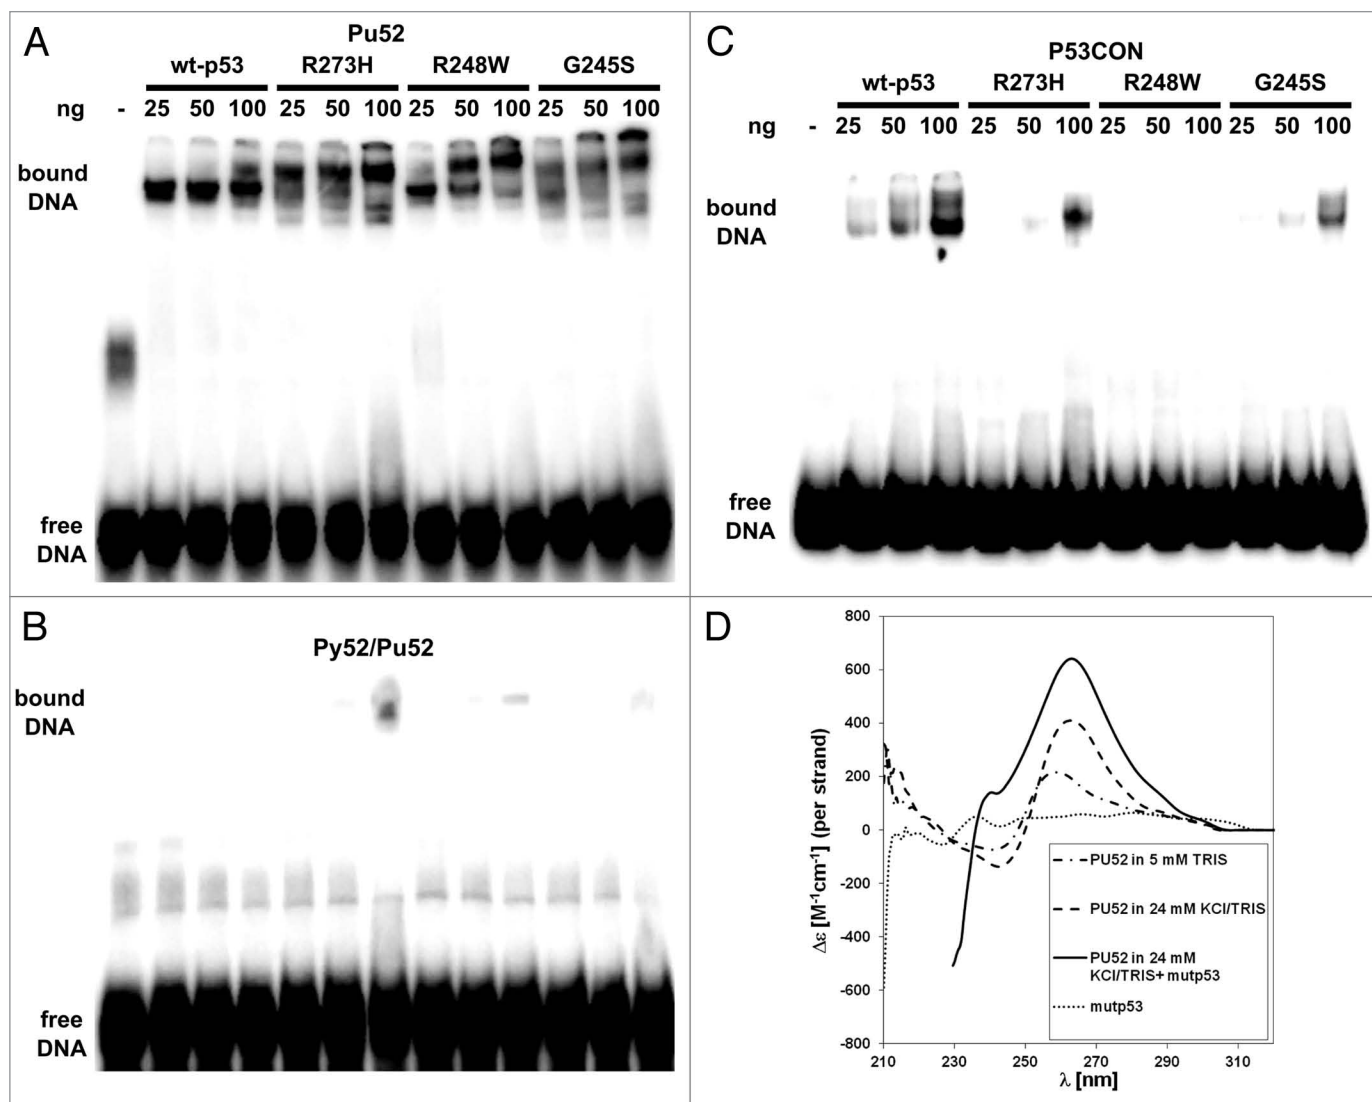 A
Pu52
wt-p53 R273H R248W G245S
ng - 25 50 100 25 50 100 25 50 100 25 50 100
bound
DNA
free
DNA
B
Py52/Pu52
bound
DNA
free
DNA
C
P53CON
wt-p53 R273H R248W G245S
ng - 25 50 100 25 50 100 25 50 100 25 50 100
bound
DNA
free
DNA
D
800
600
400
200
0
-200
-400
-600
-800
Δε [M-1cm-1] (per strand)
210 230 250 270 290 310
λ [nm]
PU52 in 5 mM TRIS
PU52 in 24 mM KCl/TRIS
PU52 in 24 mM
KCl/TRIS+ mutp53
mutp53